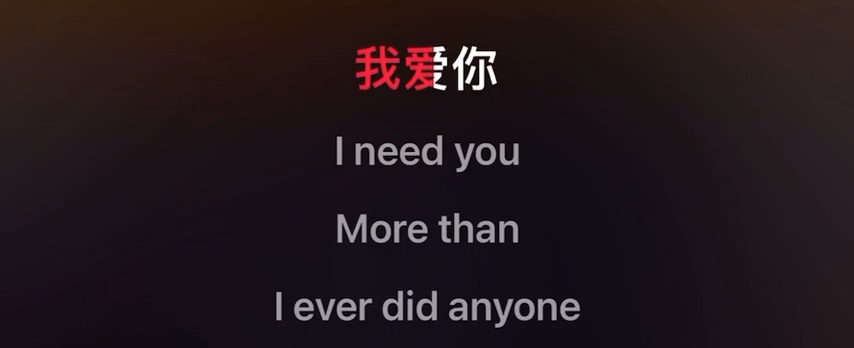 我爱你
I need you
More than
I ever did anyone